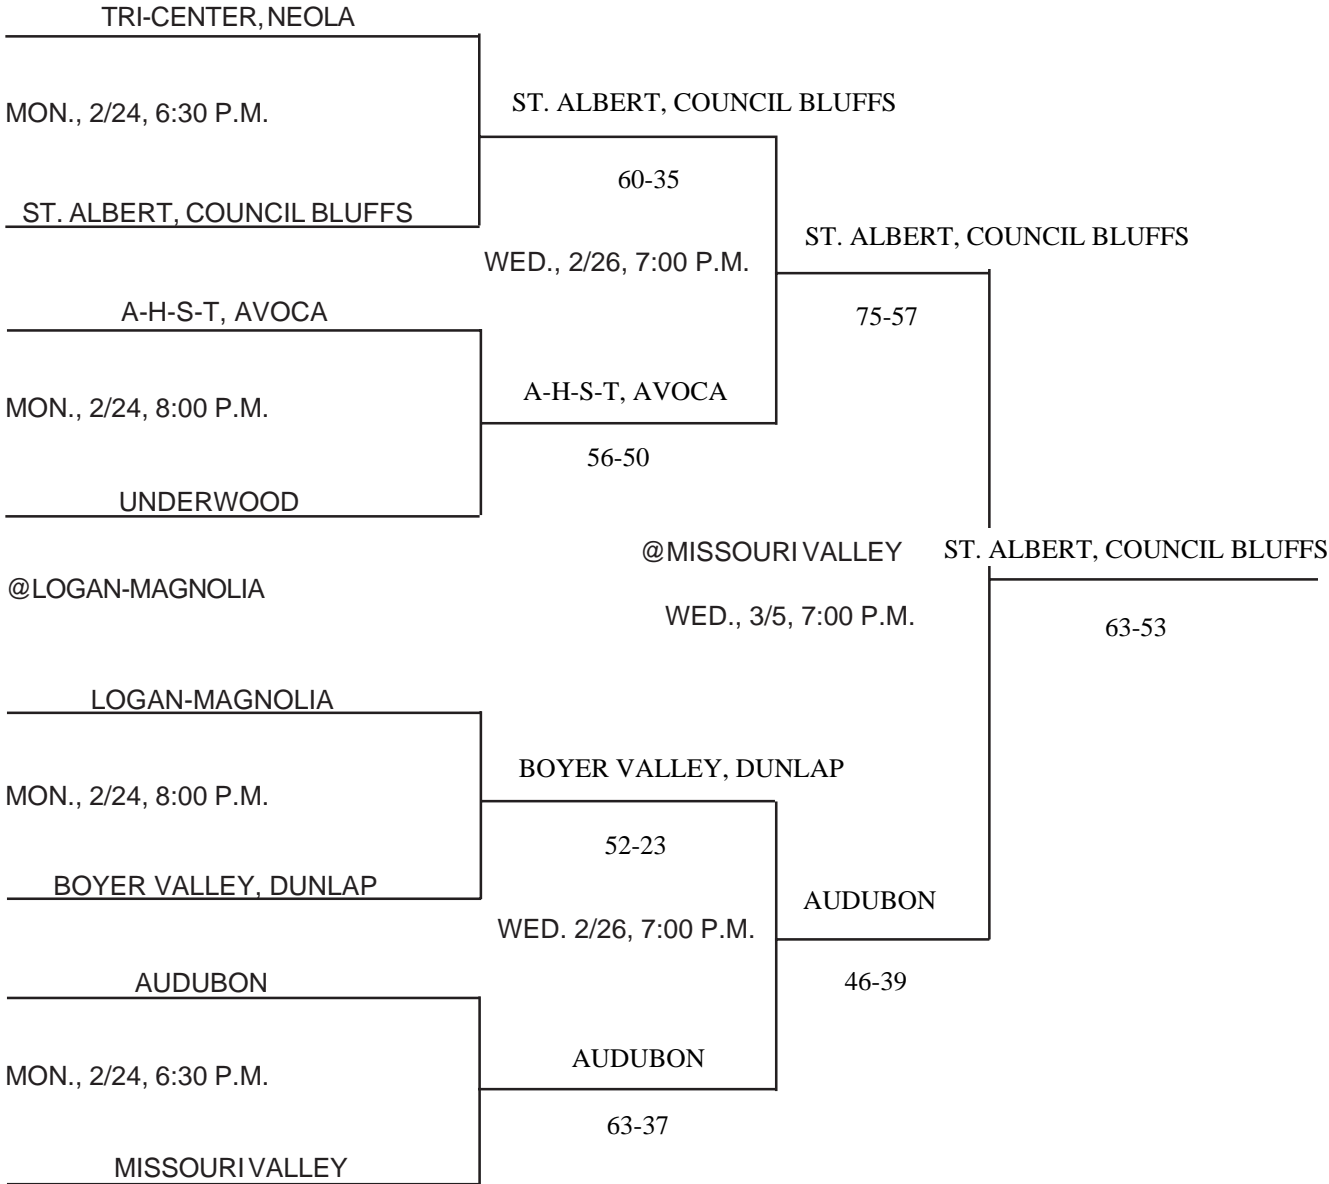 TRI-CENTER, NEOLA
MON., 2/24, 6:30 P.M.
ST. ALBERT, COUNCIL BLUFFS
ST. ALBERT, COUNCIL BLUFFS
60-35
WED., 2/26, 7:00 P.M.
ST. ALBERT, COUNCIL BLUFFS
75-57
A-H-S-T, AVOCA
MON., 2/24, 8:00 P.M.
A-H-S-T, AVOCA
56-50
UNDERWOOD
@MISSOURI VALLEY
ST. ALBERT, COUNCIL BLUFFS
@LOGAN-MAGNOLIA
WED., 3/5, 7:00 P.M.
63-53
LOGAN-MAGNOLIA
MON., 2/24, 8:00 P.M.
BOYER VALLEY, DUNLAP
52-23
BOYER VALLEY, DUNLAP
WED. 2/26, 7:00 P.M.
AUDUBON
46-39
AUDUBON
MON., 2/24, 6:30 P.M.
AUDUBON
63-37
MISSOURI VALLEY